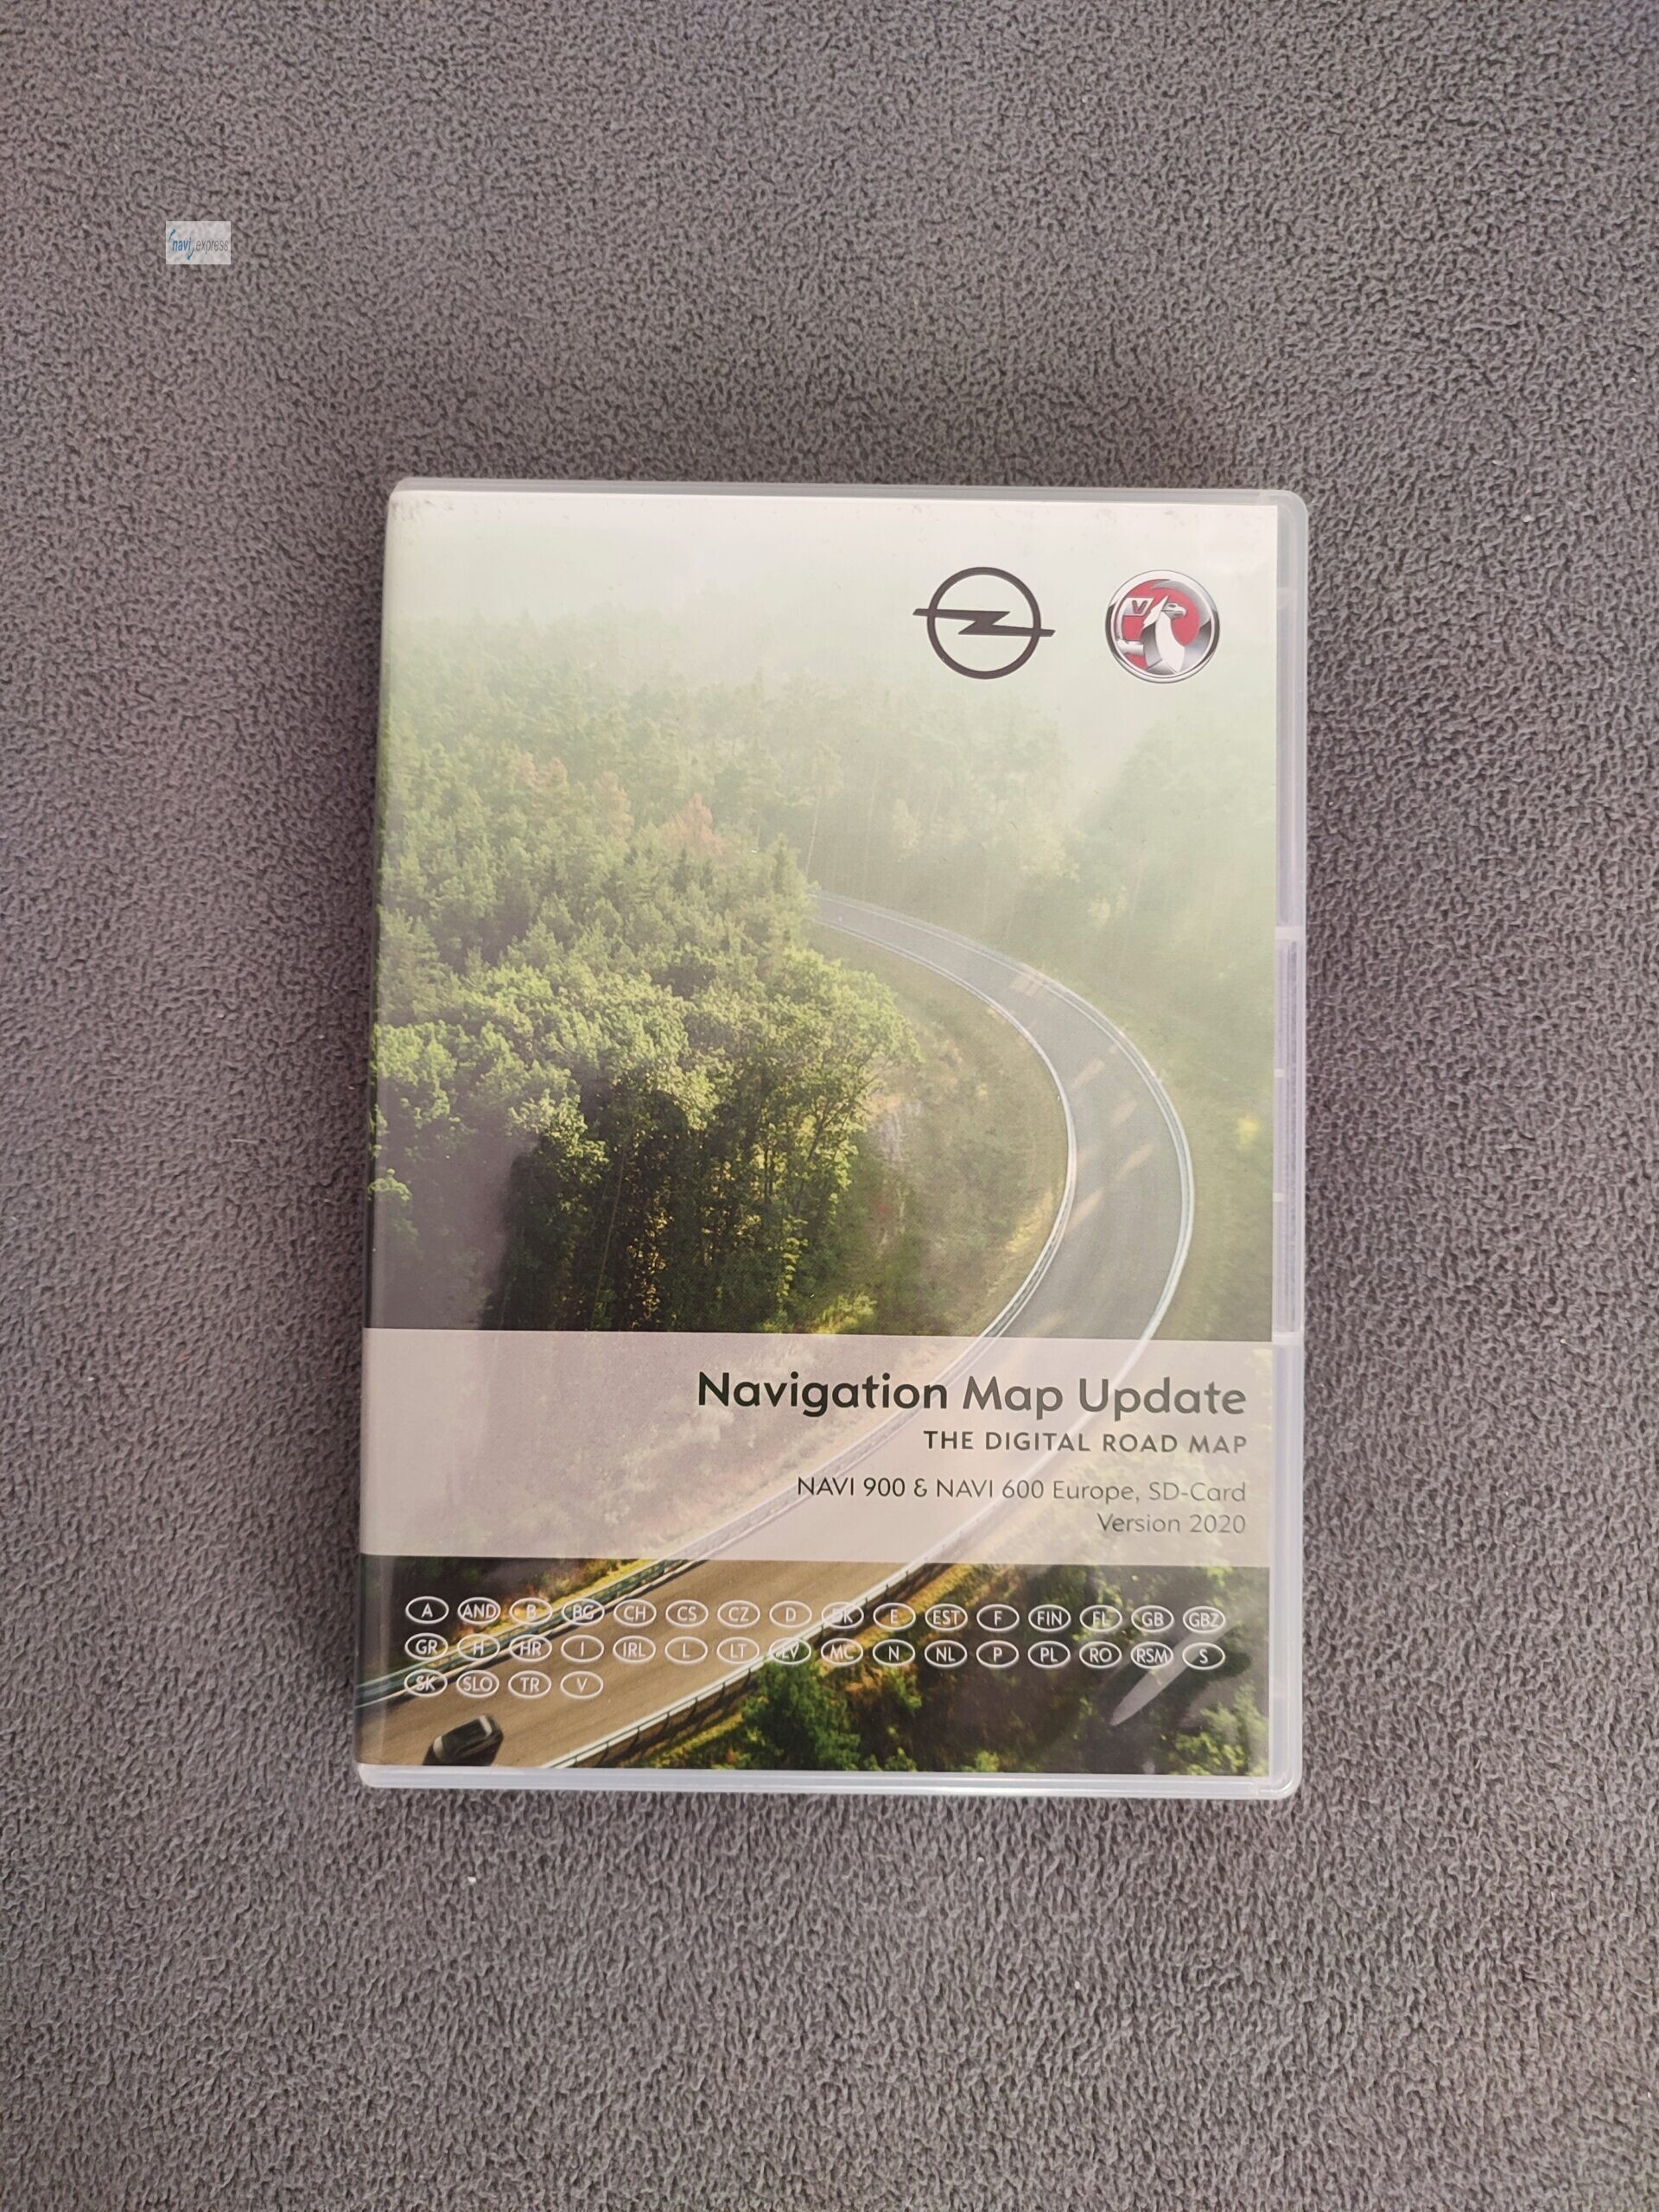 navi express
V
Navigation Map Update
THE DIGITAL ROAD MAP
NAVI 900 & NAVI 600 Europe, SD-Card
Version 2020
A AND B BG CH CS CZ D DK E EST F FIN FL GB GBZ
GR H HR I IRL L LT LV MC N NL P PL RO RSM S
SK SLO TR V